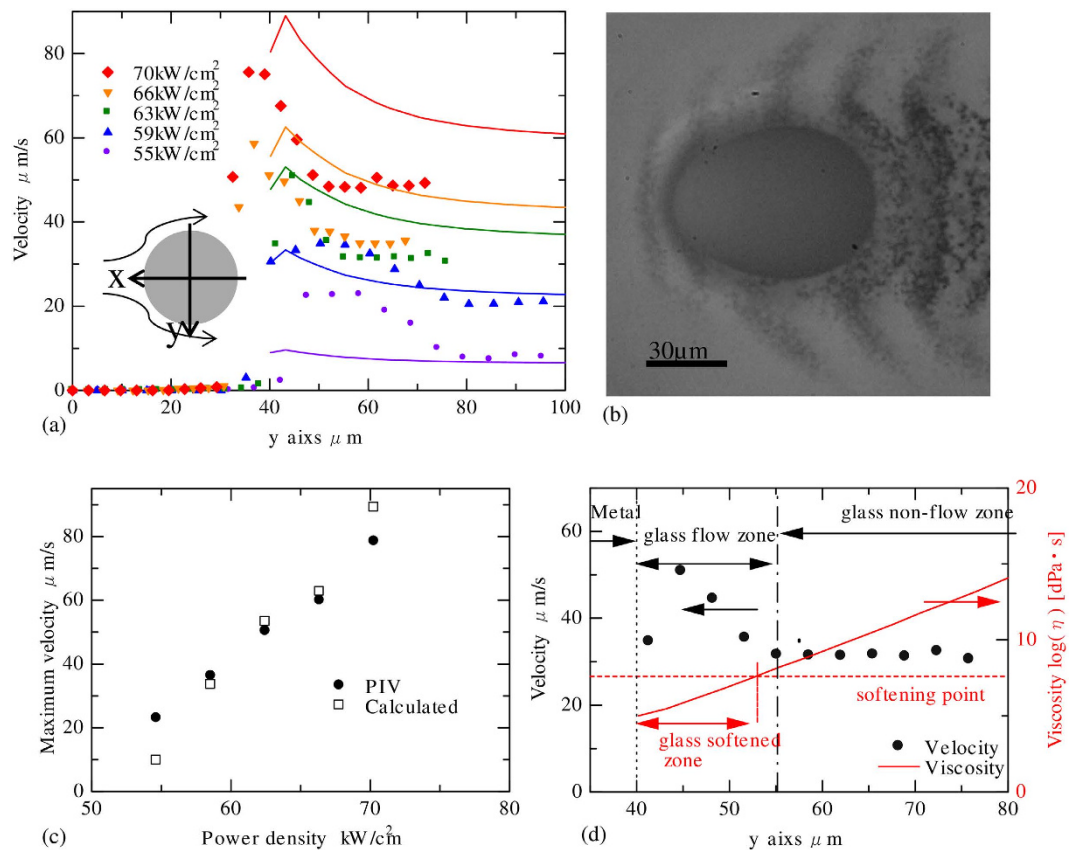 80
60
40
20
0
Velocity μ m/s
70kW/cm2
66kW/cm2
63kW/cm2
59kW/cm2
55kW/cm2
X
y
0 20 40 60 80 100
(a)
y aixs μ m
30μm
(b)
80
60
40
20
0
Maximum velocity μ m/s
PIV
Calculated
50 60 70 80
(c)
Power density kW/cm2
60
40
20
0
Velocity μ m/s
Metal
glass flow zone
glass non-flow zone
softening point
glass softened
zone
Velocity
Viscosity
20
10
0
Viscosity log( η ) [dPa・s]
40 50 60 70 80
(d)
y aixs μ m